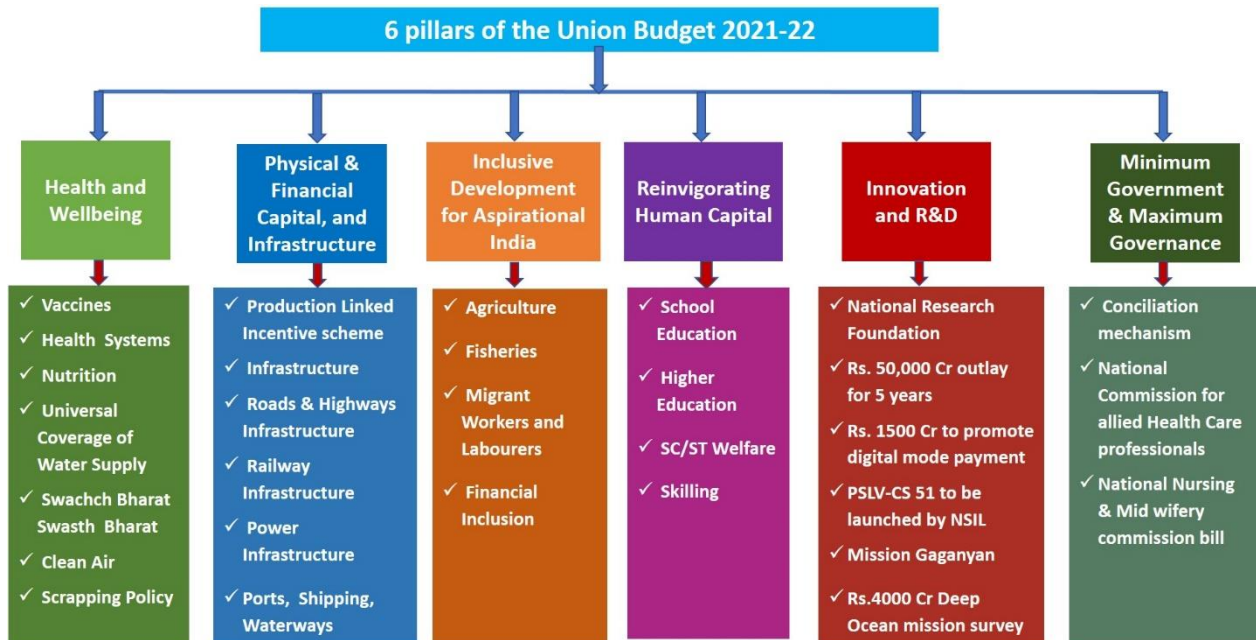 6 pillars of the Union Budget 2021-22
Health and
Wellbeing
✓ Vaccines
✓ Health Systems
✓ Nutrition
✓ Universal
Coverage of
Water Supply
✓ Swachch Bharat
Swasth Bharat
✓ Clean Air
✓ Scrapping Policy
Physical &
Financial
Capital, and
Infrastructure
✓ Production Linked
Incentive scheme
✓ Infrastructure
✓ Roads & Highways
Infrastructure
✓ Railway
Infrastructure
✓ Power
Infrastructure
✓ Ports, Shipping,
Waterways
Inclusive
Development
for Aspirational
India
✓ Agriculture
✓ Fisheries
✓ Migrant
Workers and
Labourers
✓ Financial
Inclusion
Reinvigorating
Human Capital
✓ School
Education
✓ Higher
Education
✓ SC/ST Welfare
✓ Skilling
Innovation
and R&D
✓ National Research
Foundation
✓ Rs. 50,000 Cr outlay
for 5 years
✓ Rs. 1500 Cr to promote
digital mode payment
✓ PSLV-CS 51 to be
launched by NSIL
✓ Mission Gaganyan
✓ Rs.4000 Cr Deep
Ocean mission survey
Minimum
Government
& Maximum
Governance
✓ Conciliation
mechanism
✓ National
Commission for
allied Health Care
professionals
✓ National Nursing
& Mid wifery
commission bill